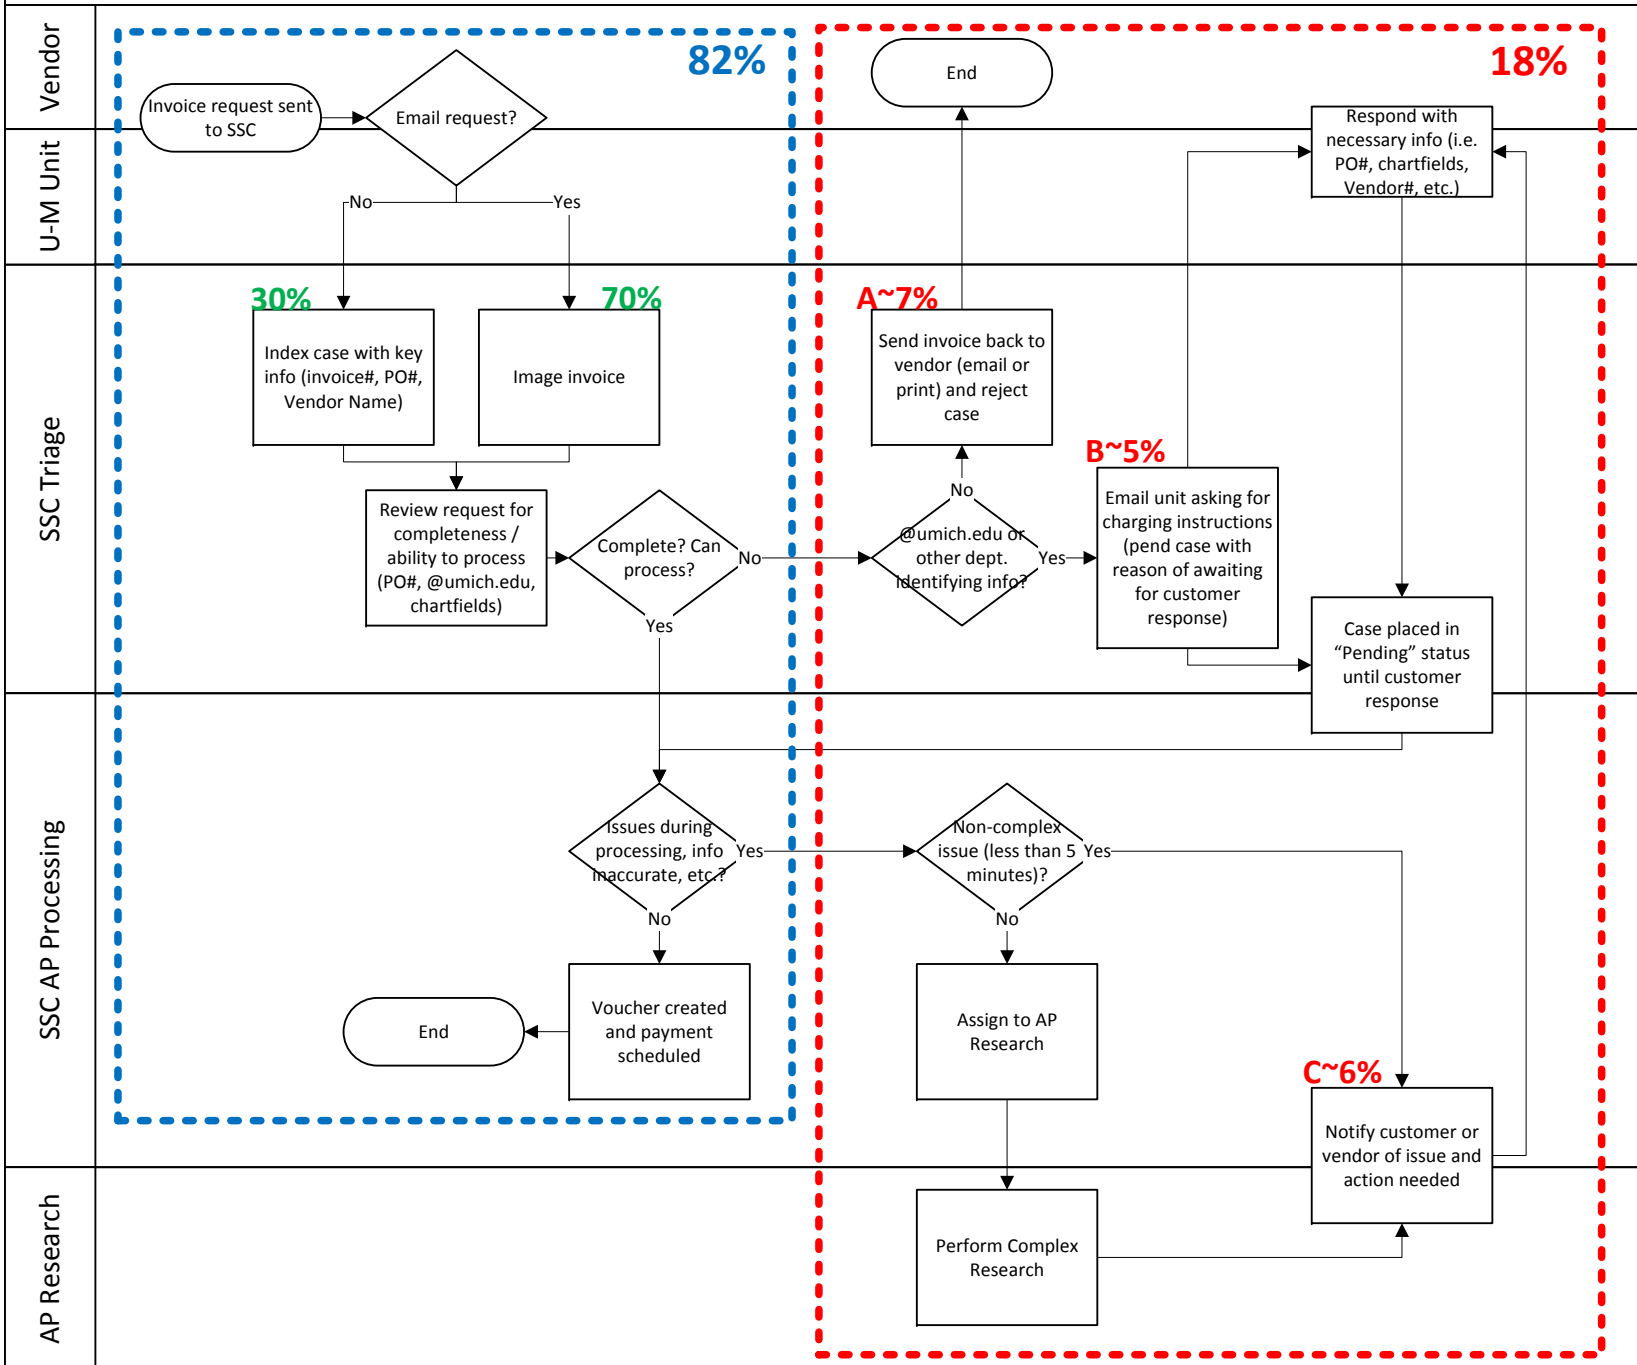 Vendor
U-M Unit
SSC Triage
SSC AP Processing
AP Research
82%
18%
Invoice request sent
to SSC
Email request?
No
Yes
30%
70%
Index case with key
info (invoice#, PO#,
Vendor Name)
Image invoice
Review request for
completeness /
ability to process
(PO#, @umich.edu,
chartfields)
Complete? Can
process?
No
Yes
End
A~7%
Send invoice back to
vendor (email or
print) and reject
case
No
@umich.edu or
other dept.
identifying info?
Yes
B~5%
Email unit asking for
charging instructions
(pend case with
reason of awaiting
for customer
response)
Respond with
necessary info (i.e.
PO#, chartfields,
Vendor#, etc.)
Case placed in
“Pending” status
until customer
response
Issues during
processing, info
inaccurate, etc.?
Yes
No
Voucher created
and payment
scheduled
End
Non-complex
issue (less than 5
minutes)?
Yes
No
Assign to AP
Research
C~6%
Notify customer or
vendor of issue and
action needed
Perform Complex
Research